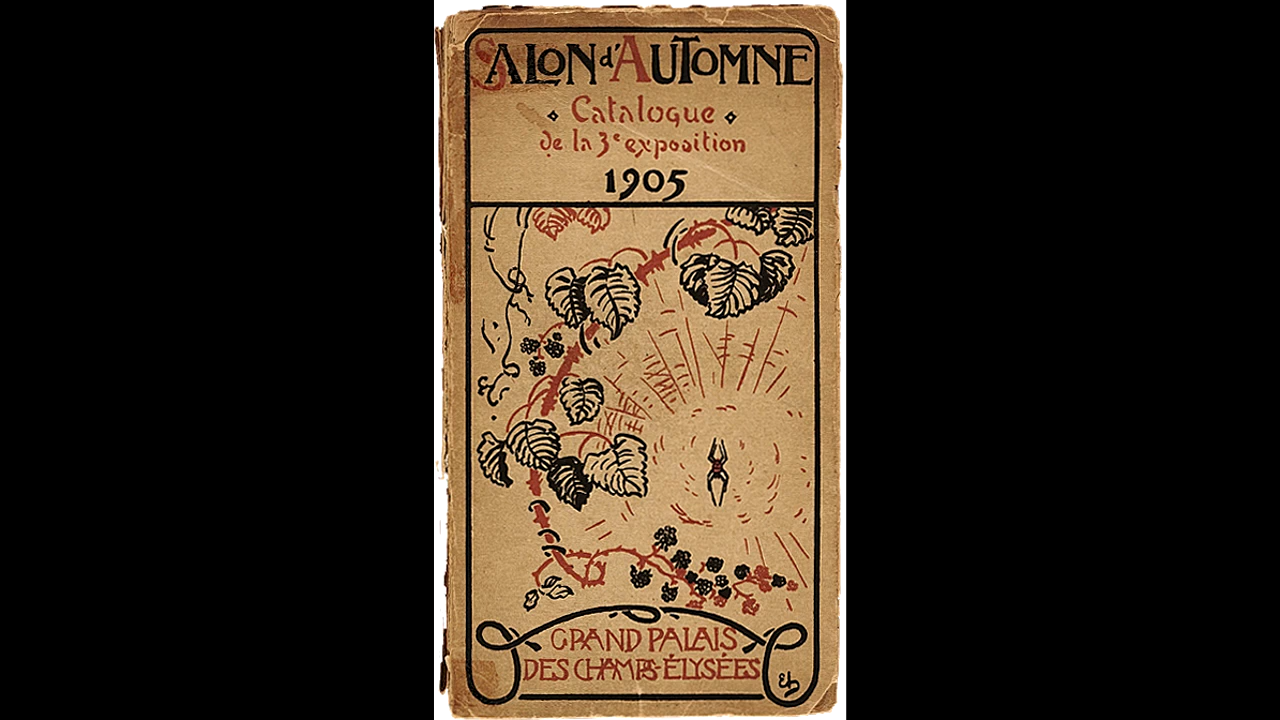 SALON d'AUTOMNE
Catalogue
de la 3e exposition
1905
GRAND PALAIS
DES CHAMPS-ÉLYSÉES